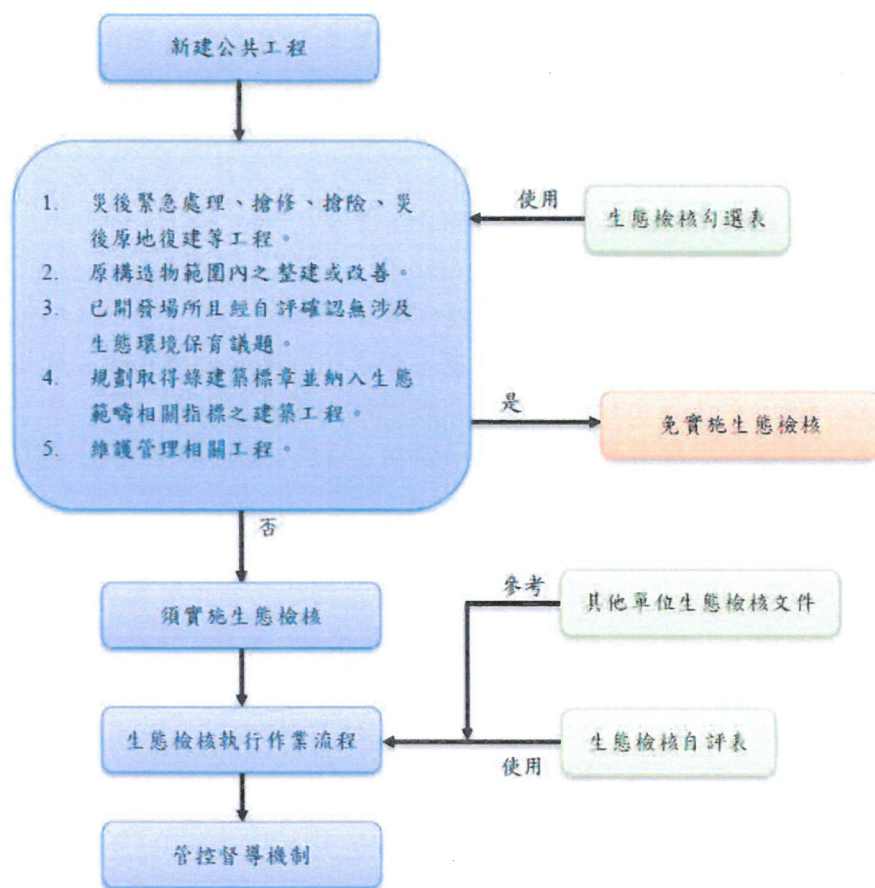 新建公共工程
1. 災後緊急處理、搶修、搶險、災
後原地復建等工程。
2. 原構造物範圍內之整建或改善。
3. 已開發場所且經自評確認無涉及
生態環境保育議題。
4. 規劃取得綠建築標章並納入生態
範疇相關指標之建築工程。
5. 維護管理相關工程。
使用
生態檢核勾選表
是
免實施生態檢核
否
須實施生態檢核
參考
其他單位生態檢核文件
生態檢核執行作業流程
使用
生態檢核自評表
管控督導機制